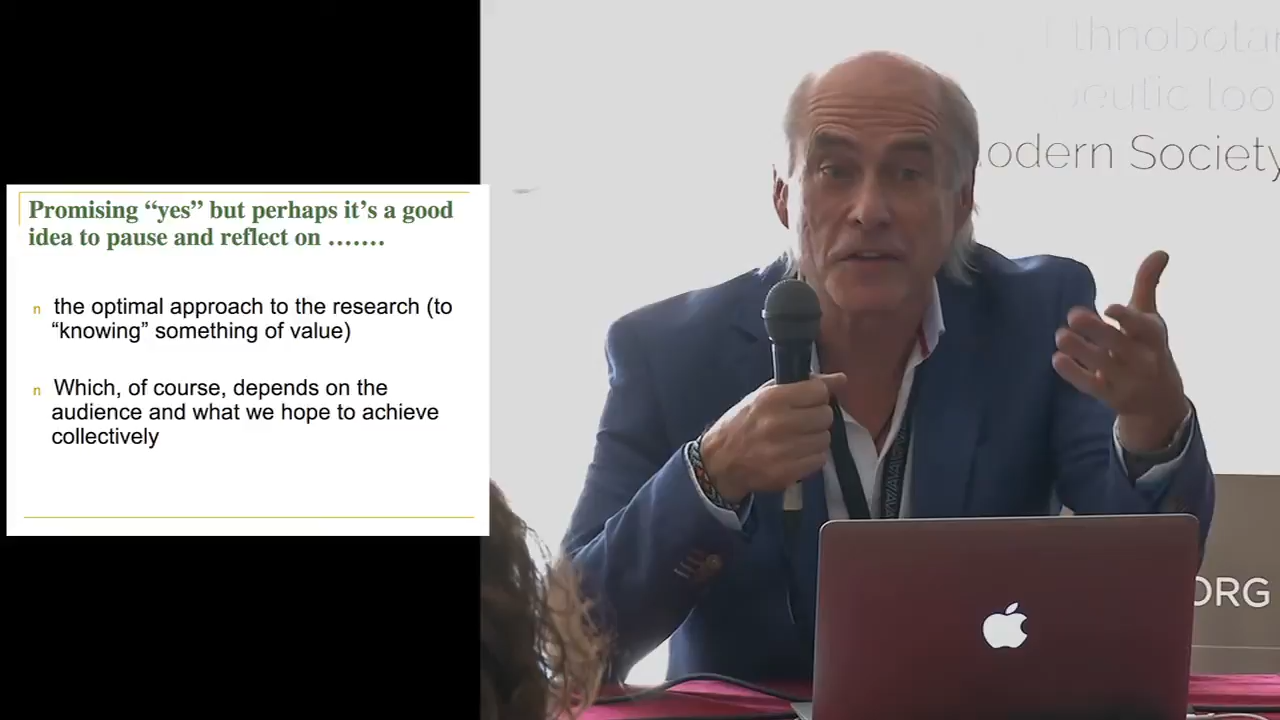 Promising “yes” but perhaps it’s a good
idea to pause and reflect on …….
n the optimal approach to the research (to
“knowing” something of value)
n Which, of course, depends on the
audience and what we hope to achieve
collectively
Society
ORG